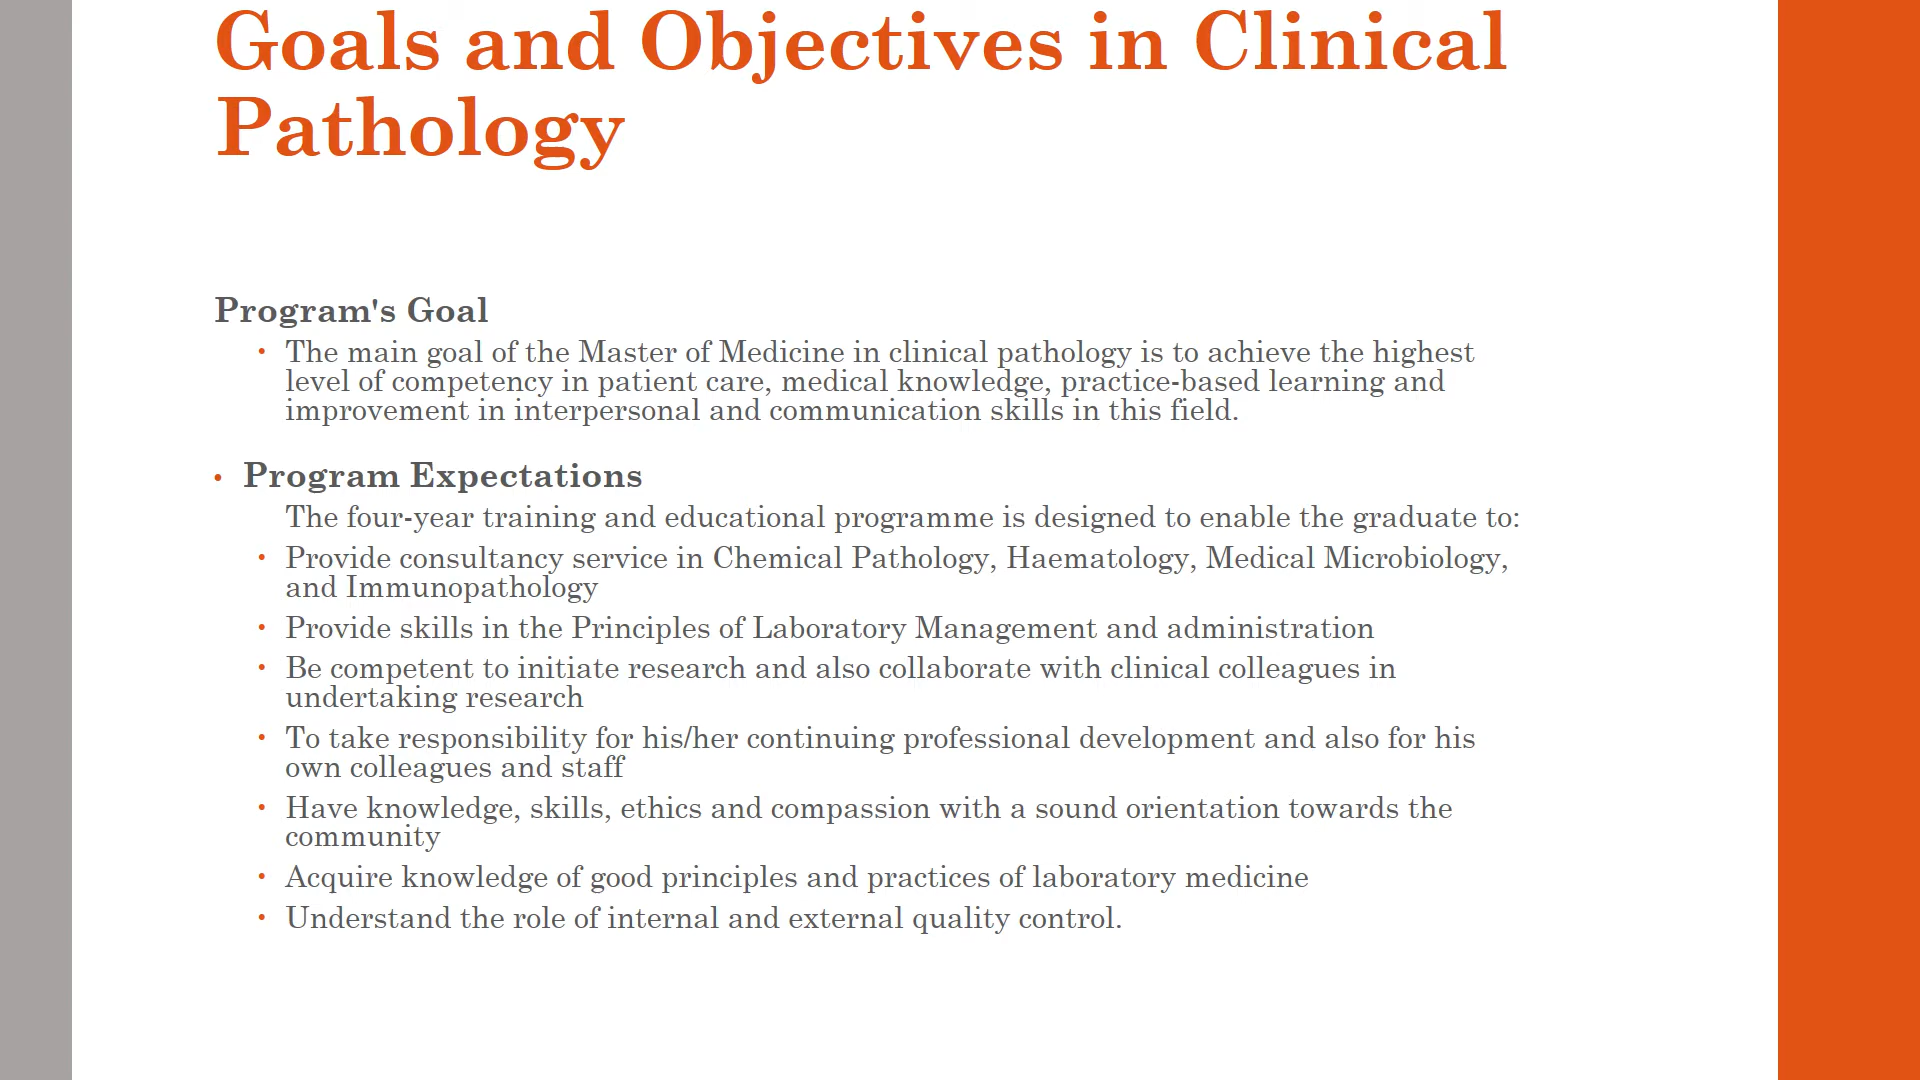 Goals and Objectives in Clinical
Pathology
Program's Goal
• The main goal of the Master of Medicine in clinical pathology is to achieve the highest
level of competency in patient care, medical knowledge, practice-based learning and
improvement in interpersonal and communication skills in this field.
• Program Expectations
The four-year training and educational programme is designed to enable the graduate to:
• Provide consultancy service in Chemical Pathology, Haematology, Medical Microbiology,
and Immunopathology
• Provide skills in the Principles of Laboratory Management and administration
• Be competent to initiate research and also collaborate with clinical colleagues in
undertaking research
• To take responsibility for his/her continuing professional development and also for his
own colleagues and staff
• Have knowledge, skills, ethics and compassion with a sound orientation towards the
community
• Acquire knowledge of good principles and practices of laboratory medicine
• Understand the role of internal and external quality control.